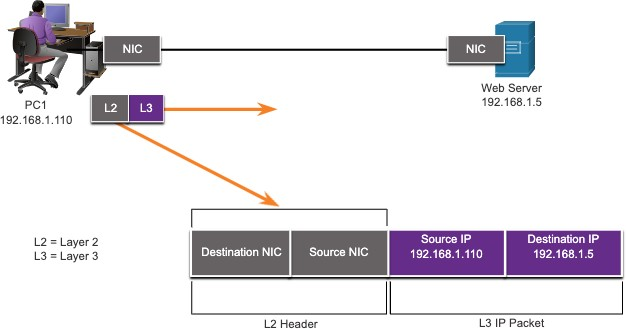 NIC
NIC
PC1
192.168.1.110
Web Server
192.168.1.5
L2 L3
L2 = Layer 2
L3 = Layer 3
Destination NIC
Source NIC
Source IP
192.168.1.110
Destination IP
192.168.1.5
L2 Header
L3 IP Packet